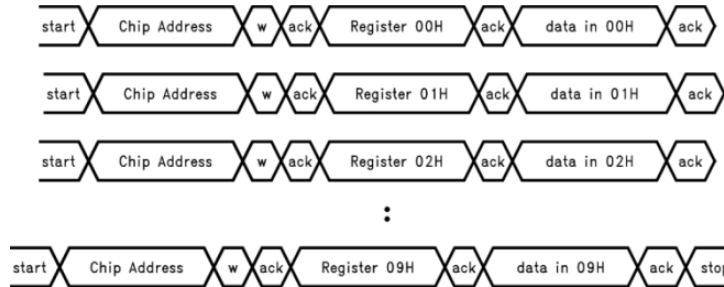 start Chip Address w ack Register 00H ack data in 00H ack
start Chip Address w ack Register 01H ack data in 01H ack
start Chip Address w ack Register 02H ack data in 02H ack
:
start Chip Address w ack Register 09H ack data in 09H ack stop